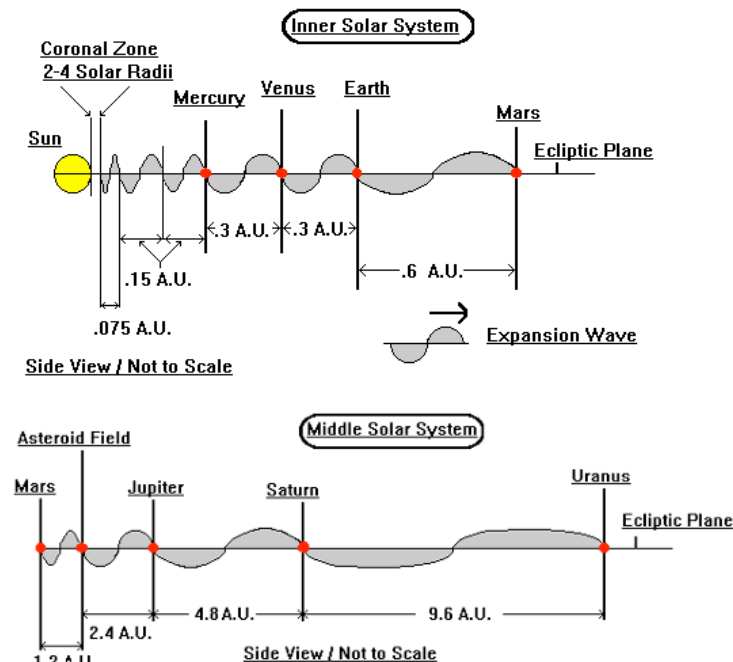 Inner Solar System
Coronal Zone
2-4 Solar Radii
Mercury
Venus
Earth
Mars
Sun
Ecliptic Plane
.3 A.U.
.3 A.U.
.15 A.U.
.6 A.U.
.075 A.U.
Expansion Wave
Side View / Not to Scale
Middle Solar System
Asteroid Field
Mars
Jupiter
Saturn
Uranus
Ecliptic Plane
2.4 A.U.
4.8 A.U.
9.6 A.U.
1.2 A.U.
Side View / Not to Scale